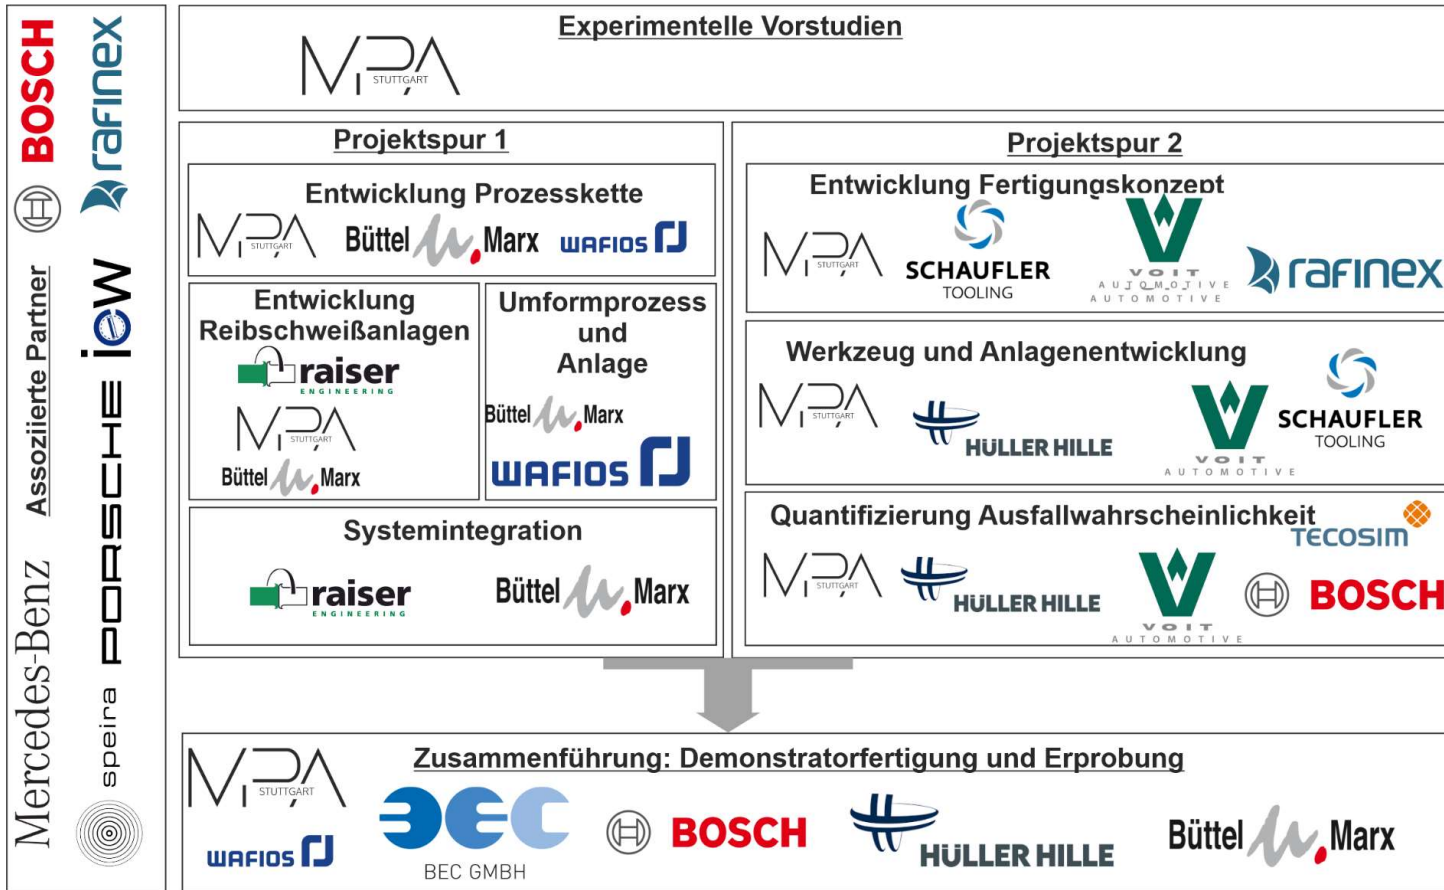 BOSCH
rafinex
Assoziierte Partner
iew
Mercedes-Benz
PORSCHE
speira
Experimentelle Vorstudien
MPA
STUTTGART
Projektspur 1
Entwicklung Prozesskette
MPA
STUTTGART
Büttel u. Marx
WAFIOS
Entwicklung
Reibschweißanlagen
raiser
ENGINEERING
MPA
STUTTGART
Büttel u. Marx
Umformprozess
und
Anlage
Büttel u. Marx
WAFIOS
Systemintegration
raiser
ENGINEERING
Büttel u. Marx
Projektspur 2
Entwicklung Fertigungskonzept
MPA
STUTTGART
SCHAUFLER
TOOLING
VOIT
AUTOMOTIVE
AUTOMOTIVE
rafinex
Werkzeug und Anlagenentwicklung
MPA
STUTTGART
HÜLLER HILLE
VOIT
AUTOMOTIVE
SCHAUFLER
TOOLING
Quantifizierung Ausfallwahrscheinlichkeit
TECOSIM
MPA
STUTTGART
HÜLLER HILLE
VOIT
AUTOMOTIVE
BOSCH
Zusammenführung: Demonstratorfertigung und Erprobung
MPA
STUTTGART
WAFIOS
BEC
BEC GMBH
BOSCH
HÜLLER HILLE
Büttel u. Marx